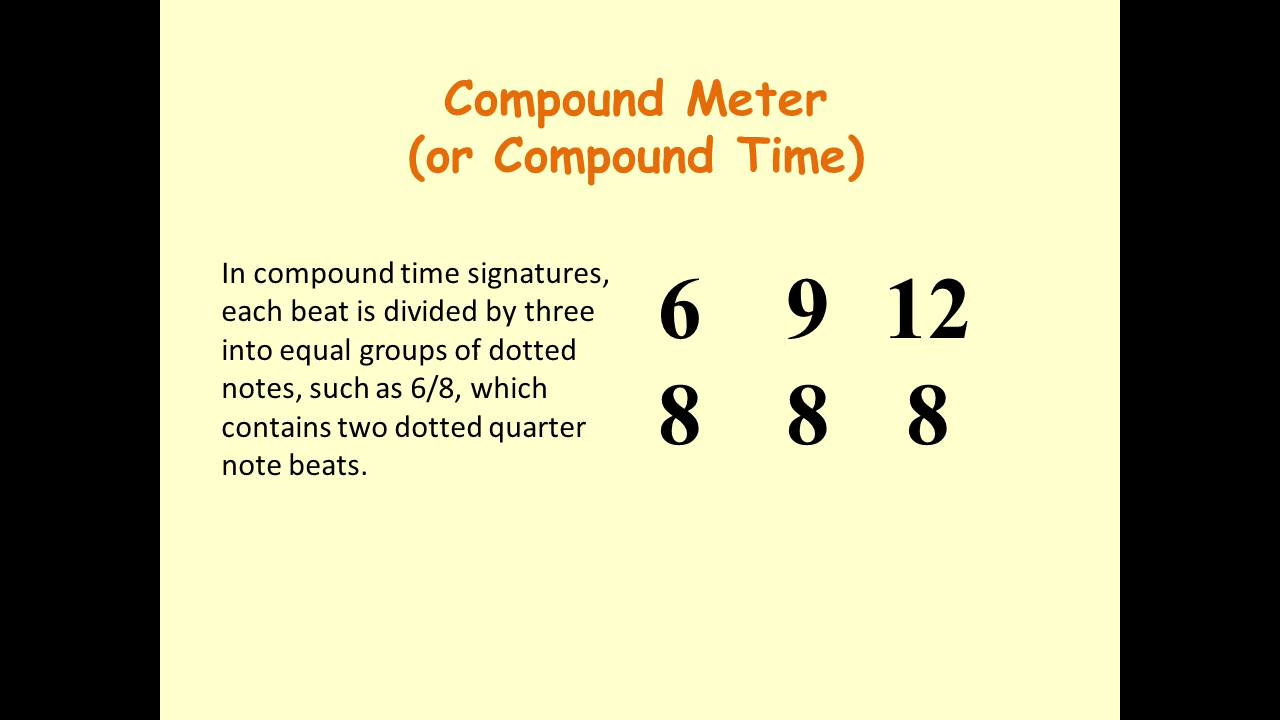 Compound Meter
(or Compound Time)
In compound time signatures,
each beat is divided by three
into equal groups of dotted
notes, such as 6/8, which
contains two dotted quarter
note beats.
6 9 12
8 8 8